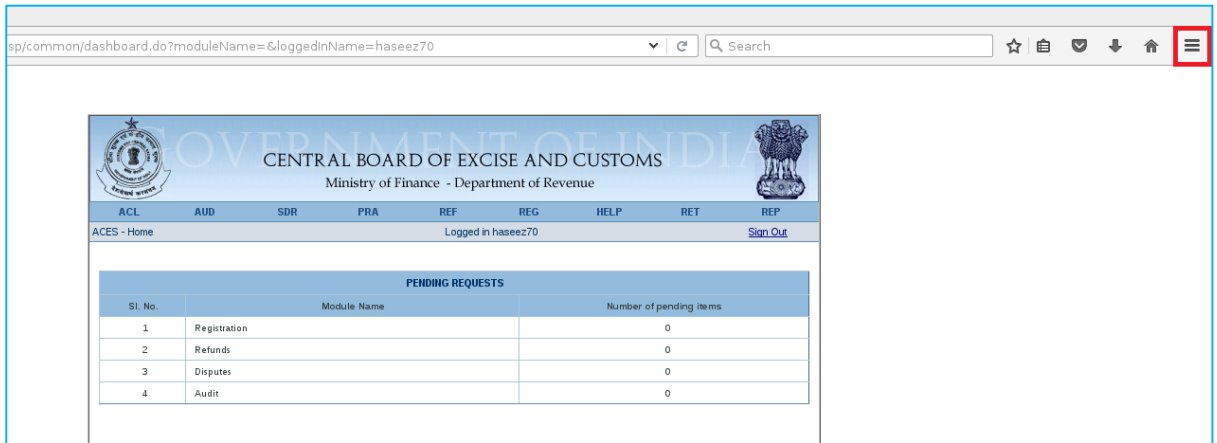 sp/common/dashboard.do?moduleName=&loggedInName=haseez70
Search
GOVERNMENT OF INDIA
CENTRAL BOARD OF EXCISE AND CUSTOMS
Ministry of Finance - Department of Revenue
ACL AUD SDR PRA REF REG HELP RET REP
ACES - Home Logged in haseez70 Sign Out
PENDING REQUESTS
Sl. No. Module Name Number of pending items
1 Registration 0
2 Refunds 0
3 Disputes 0
4 Audit 0